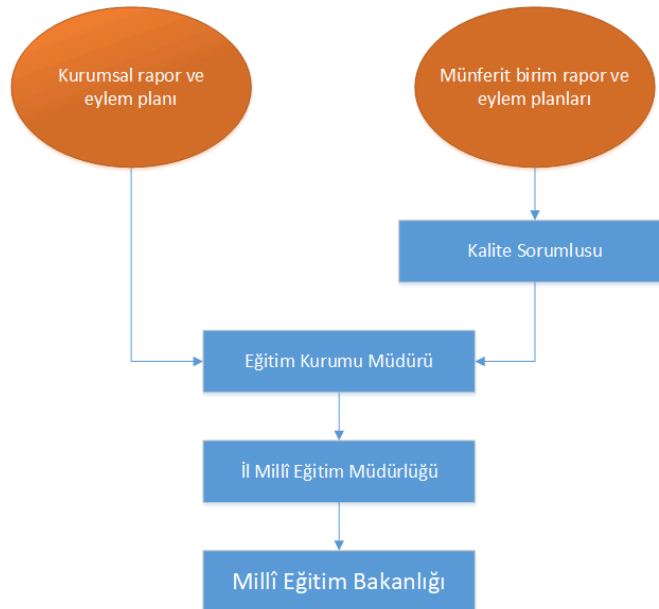 Kurumsal rapor ve
eylem planı
Münferit birim rapor ve
eylem planları
Kalite Sorumlusu
Eğitim Kurumu Müdürü
İl Millî Eğitim Müdürlüğü
Millî Eğitim Bakanlığı